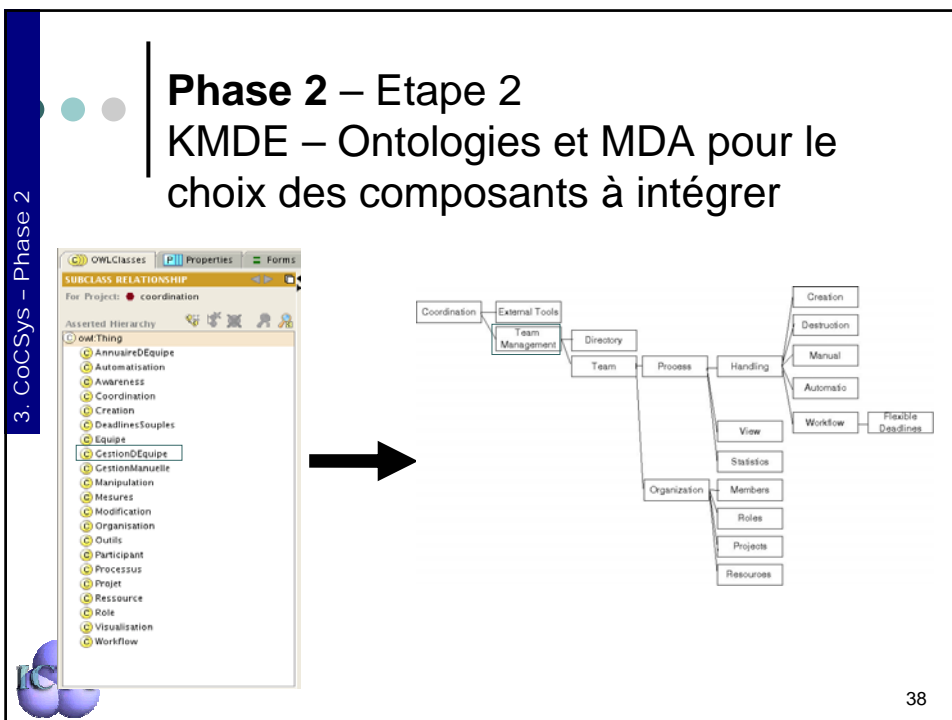 Phase 2 – Etape 2
KMDE – Ontologies et MDA pour le
choix des composants à intégrer
3. CoCSys – Phase 2
OWLClasses
Properties
Forms
SUBCLASS RELATIONSHIP
For Project: coordination
Asserted Hierarchy
owl:Thing
AnnuaireDEquipe
Automatisation
Awareness
Coordination
Creation
DeadlinesSouples
Equipe
GestionDEquipe
GestionManuelle
Manipulation
Mesures
Modification
Organisation
Outils
Participant
Processus
Projet
Ressource
Role
Visualisation
Workflow
Coordination
External Tools
Team
Management
Directory
Team
Process
Handling
Creation
Destruction
Manual
Automatic
Workflow
Flexible
Deadlines
View
Statistics
Organization
Members
Roles
Projects
Resources
38